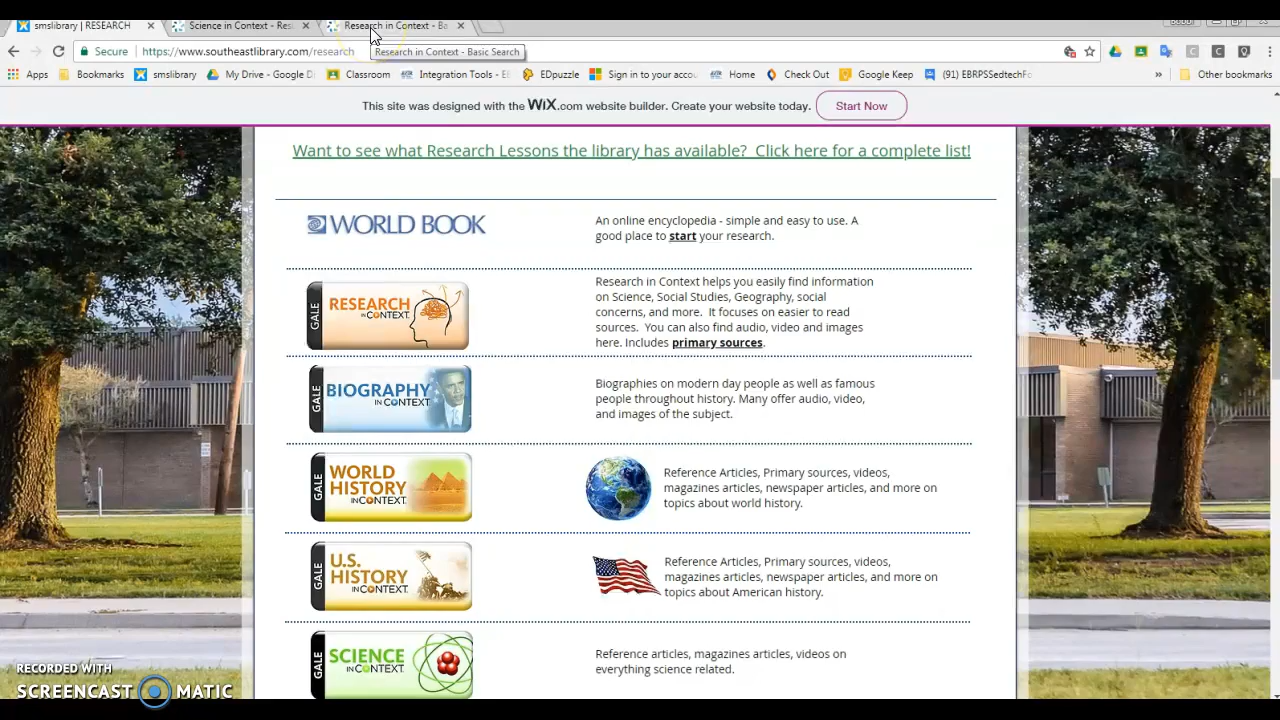 smslibrary | RESEARCH
Science in Context - Res
Research in Context - Ba
Secure
https://www.southeastlibrary.com/research
Research in Context - Basic Search
Apps
Bookmarks
smslibrary
My Drive - Google D
Classroom
Integration Tools - EB
EDpuzzle
Sign in to your accou
Home
Check Out
Google Keep
(91) EBRPSSedtechFo
»
Other bookmarks
This site was designed with the WiX.com website builder. Create your website today.
Start Now
Want to see what Research Lessons the library has available? Click here for a complete list!
WORLD BOOK
An online encyclopedia - simple and easy to use. A
good place to start your research.
GALE
RESEARCH
IN CONTEXT
Research in Context helps you easily find information
on Science, Social Studies, Geography, social
concerns, and more. It focuses on easier to read
sources. You can also find audio, video and images
here. Includes primary sources.
GALE
BIOGRAPHY
IN CONTEXT
Biographies on modern day people as well as famous
people throughout history. Many offer audio, video,
and images of the subject.
GALE
WORLD
HISTORY
IN CONTEXT
Reference Articles, Primary sources, videos,
magazines articles, newspaper articles, and more on
topics about world history.
GALE
U.S.
HISTORY
IN CONTEXT
Reference Articles, Primary sources, videos,
magazines articles, newspaper articles, and more on
topics about American history.
GALE
SCIENCE
IN CONTEXT
Reference articles, magazines articles, videos on
everything science related.
RECORDED WITH
SCREENCAST MATIC